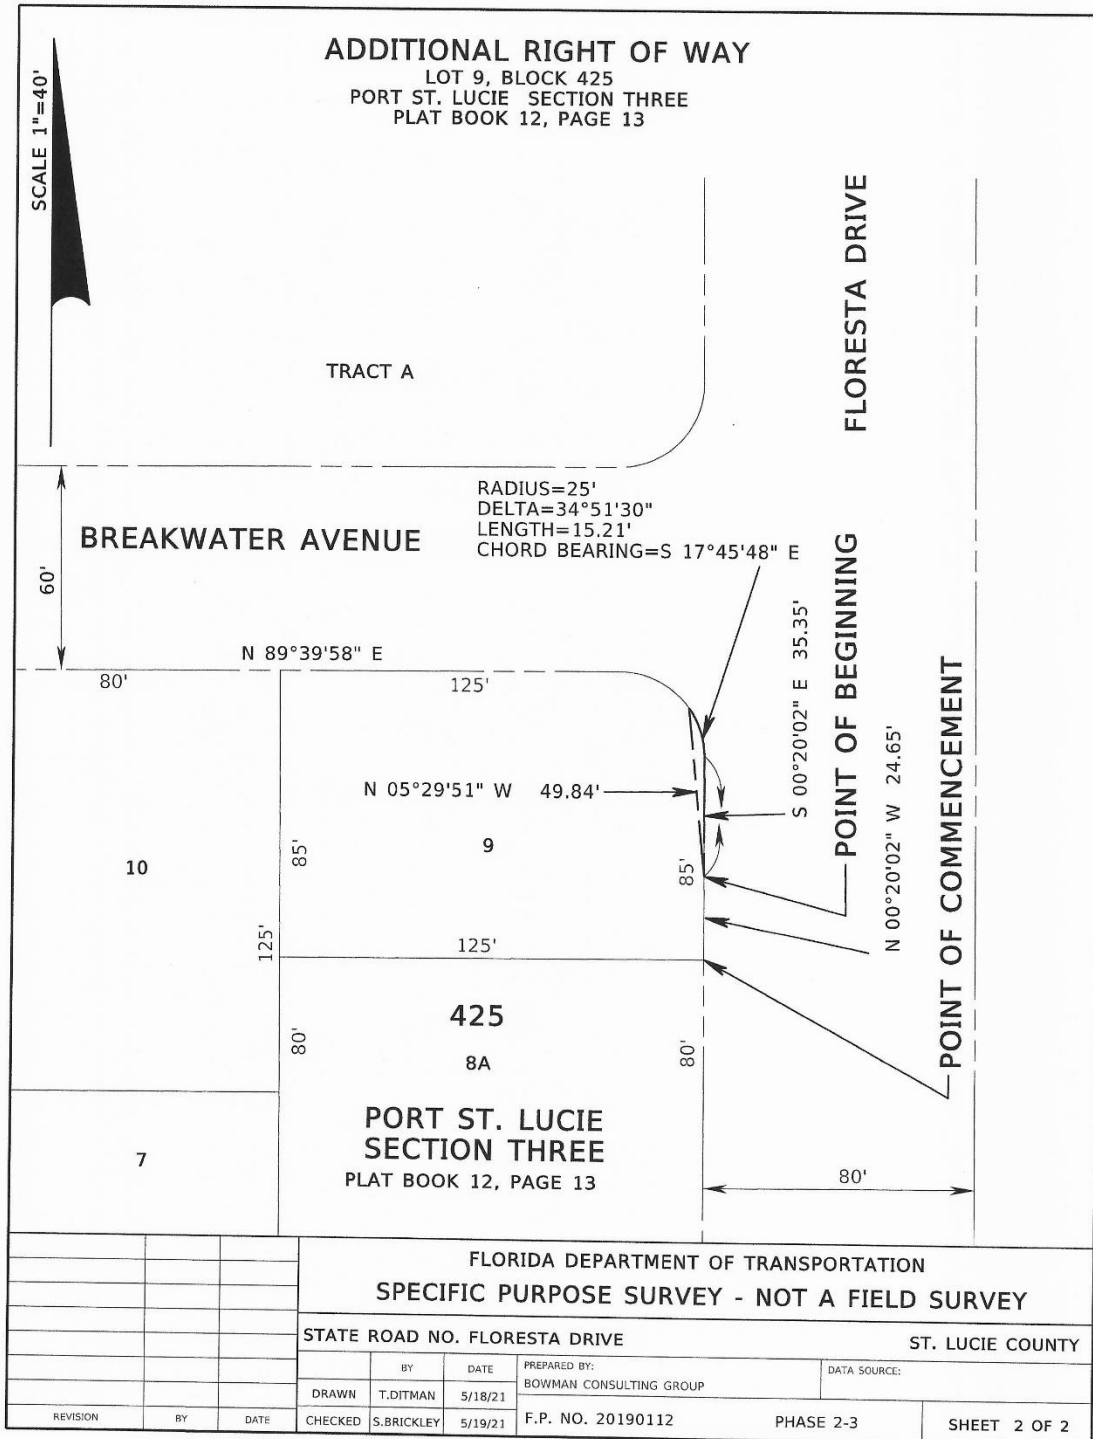 ADDITIONAL RIGHT OF WAY
LOT 9, BLOCK 425
PORT ST. LUCIE SECTION THREE
PLAT BOOK 12, PAGE 13
SCALE 1"=40'
FLORESTA DRIVE
TRACT A
RADIUS=25'
DELTA=34°51'30"
LENGTH=15.21'
CHORD BEARING=S 17°45'48" E
BREAKWATER AVENUE
60'
N 89°39'58" E
80'
125'
S 00°20'02" E 35.35'
POINT OF BEGINNING
N 00°20'02" W 24.65'
POINT OF COMMENCEMENT
N 05°29'51" W 49.84'
9
10
85'
85'
125'
125'
425
8A
80'
80'
PORT ST. LUCIE
SECTION THREE
PLAT BOOK 12, PAGE 13
7
80'
FLORIDA DEPARTMENT OF TRANSPORTATION
SPECIFIC PURPOSE SURVEY - NOT A FIELD SURVEY
STATE ROAD NO. FLORESTA DRIVE ST. LUCIE COUNTY
BY DATE PREPARED BY: DATA SOURCE:
BOWMAN CONSULTING GROUP
DRAWN T.DITMAN 5/18/21
REVISION BY DATE CHECKED S.BRICKLEY 5/19/21 F.P. NO. 20190112 PHASE 2-3 SHEET 2 OF 2